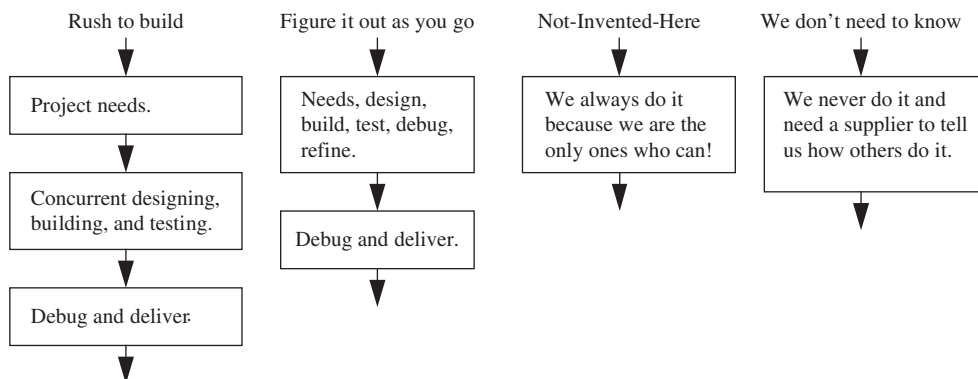 Rush to build
Project needs.
Concurrent designing,
building, and testing.
Debug and deliver.
Figure it out as you go
Needs, design,
build, test, debug,
refine.
Debug and deliver.
Not-Invented-Here
We always do it
because we are the
only ones who can!
We don't need to know
We never do it and
need a supplier to tell
us how others do it.